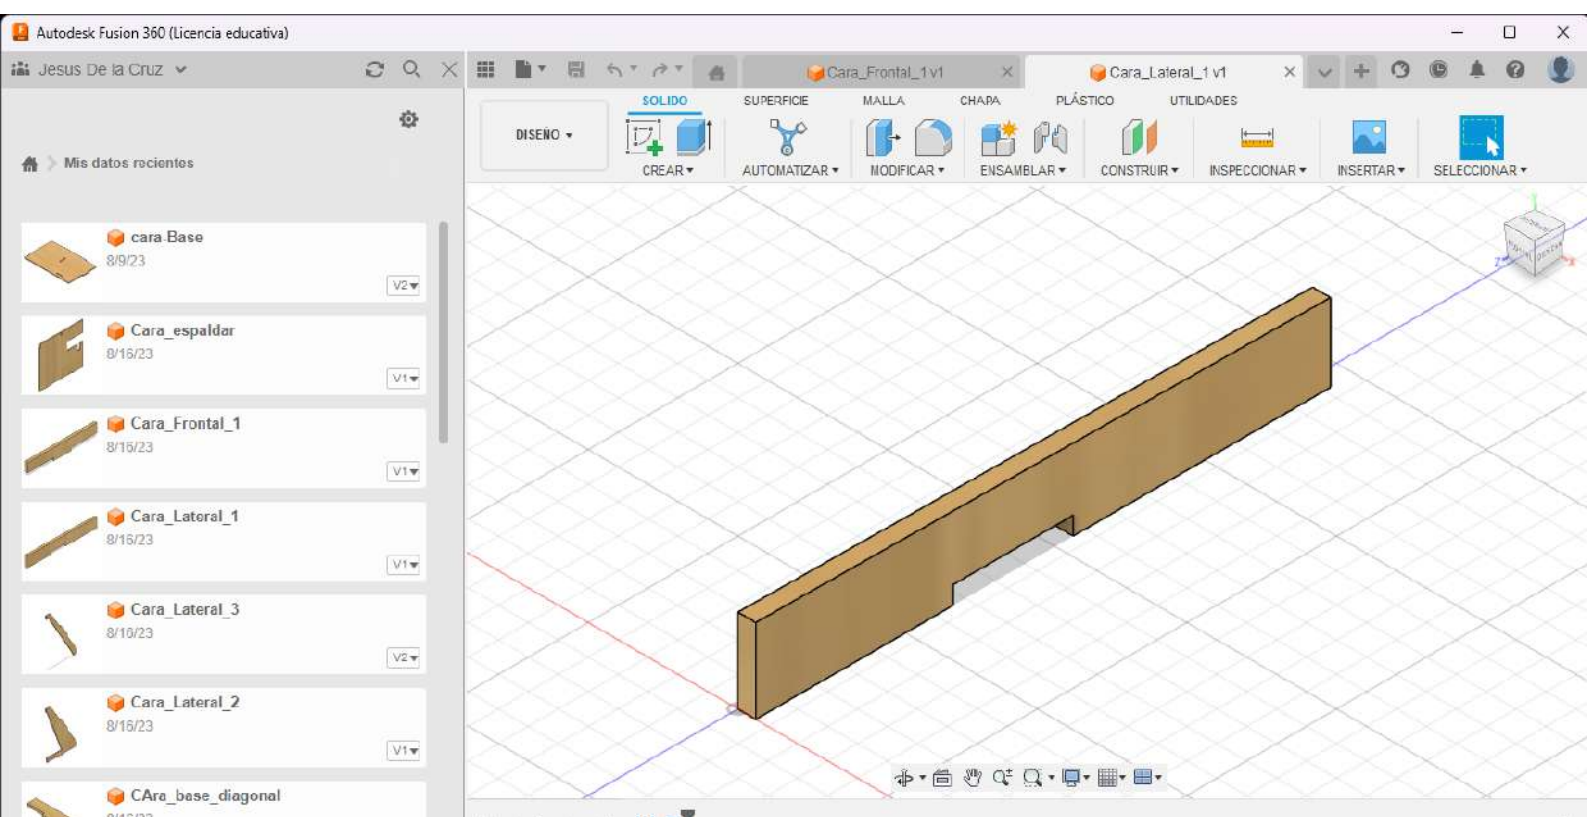 Autodesk Fusion 360 (Licencia educativa)
Jesus De la Cruz
Cara_Frontal_1 v1
Cara_Lateral_1 v1
SOLIDO SUPERFICIE MALLA CHAPA PLÁSTICO UTILIDADES
DISEÑO
CREAR AUTOMATIZAR MODIFICAR ENSAMBLAR CONSTRUIR INSPECCIONAR INSERTAR SELECCIONAR
Mis datos recientes
cara Base
8/9/23
V2
Cara_espaldar
8/16/23
V1
Cara_Frontal_1
8/16/23
V1
Cara_Lateral_1
8/16/23
V1
Cara_Lateral_3
8/16/23
V2
Cara_Lateral_2
8/16/23
V1
CAra_base_diagonal